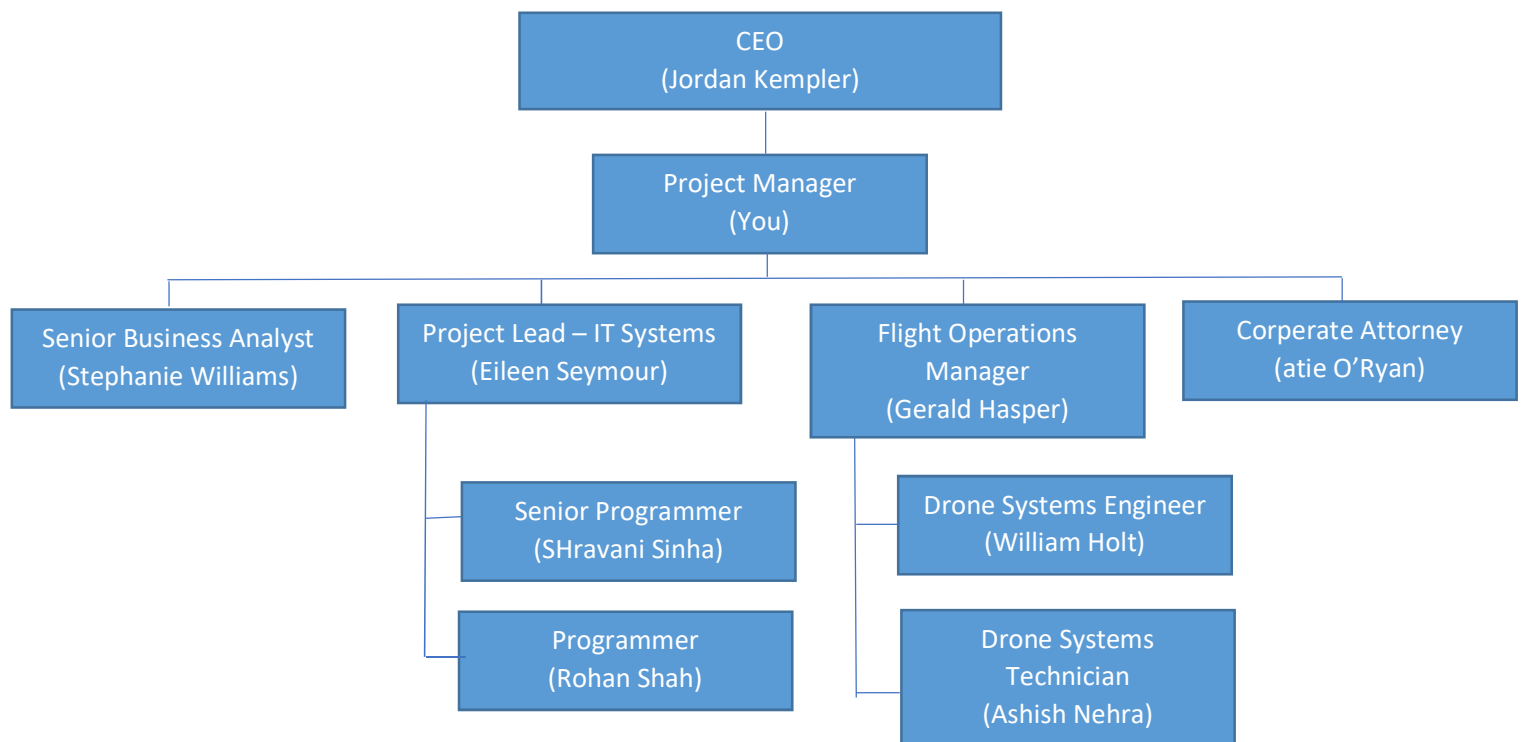 CEO
(Jordan Kempler)
Project Manager
(You)
Senior Business Analyst
(Stephanie Williams)
Project Lead – IT Systems
(Eileen Seymour)
Flight Operations
Manager
(Gerald Hasper)
Corperate Attorney
(atie O’Ryan)
Senior Programmer
(SHravani Sinha)
Programmer
(Rohan Shah)
Drone Systems Engineer
(William Holt)
Drone Systems
Technician
(Ashish Nehra)